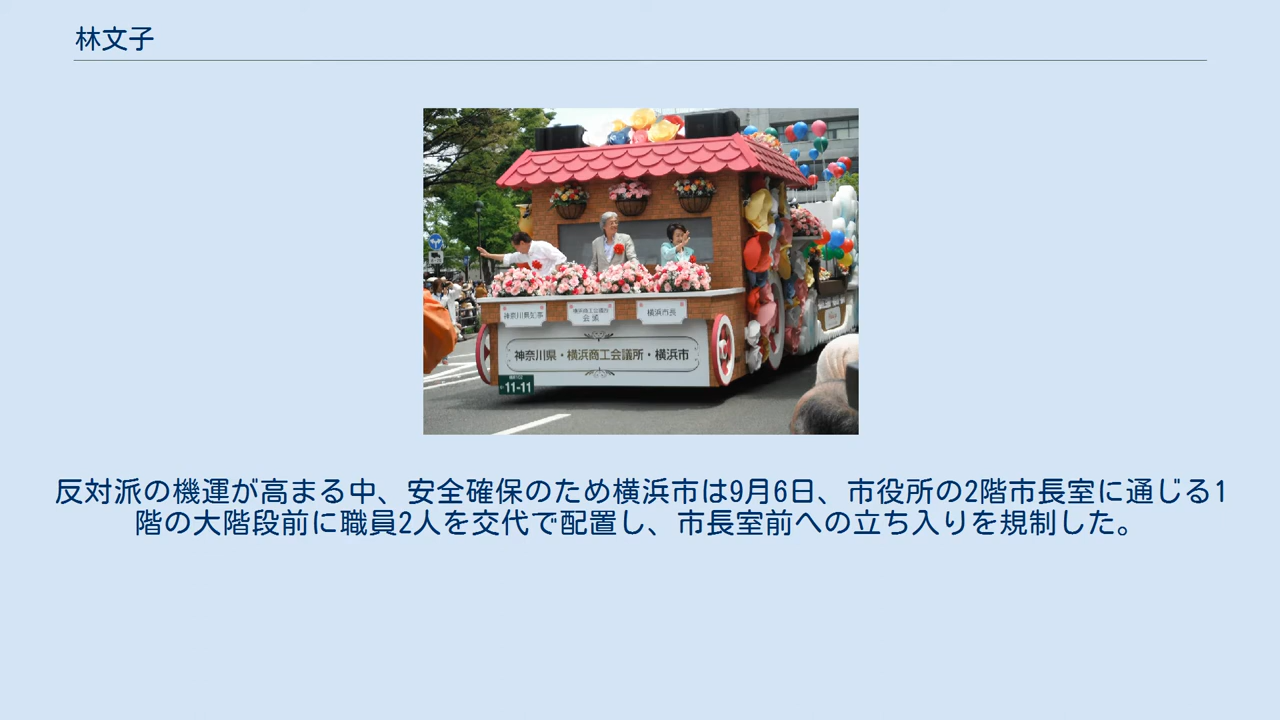 林文子
神奈川県知事
横浜商工会議所
会頭
横浜市長
神奈川県・横浜商工会議所・横浜市
11-11
反対派の機運が高まる中、安全確保のため横浜市は9月6日、市役所の2階市長室に通じる1
階の大階段前に職員2人を交代で配置し、市長室前への立ち入りを規制した。